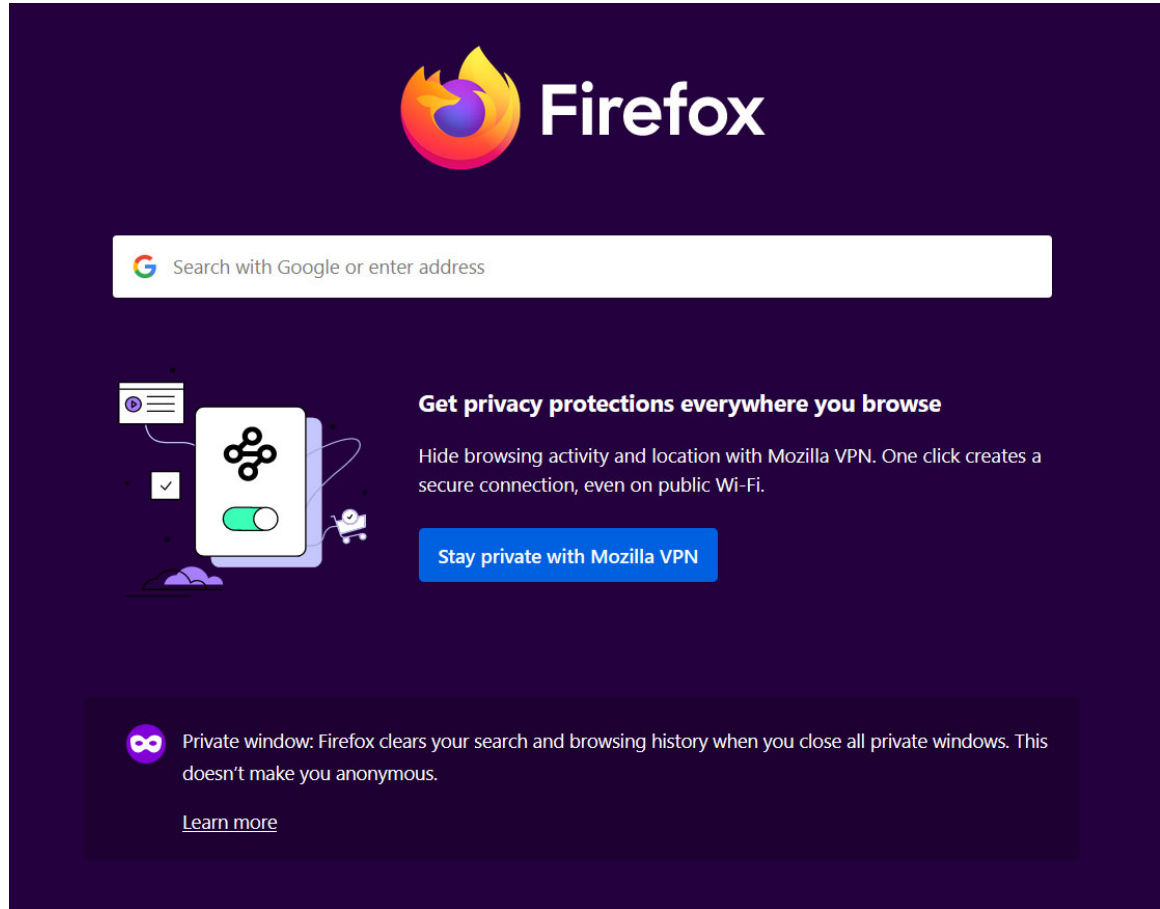 Firefox
Search with Google or enter address
Get privacy protections everywhere you browse
Hide browsing activity and location with Mozilla VPN. One click creates a
secure connection, even on public Wi-Fi.
Stay private with Mozilla VPN
Private window: Firefox clears your search and browsing history when you close all private windows. This
doesn’t make you anonymous.
Learn more